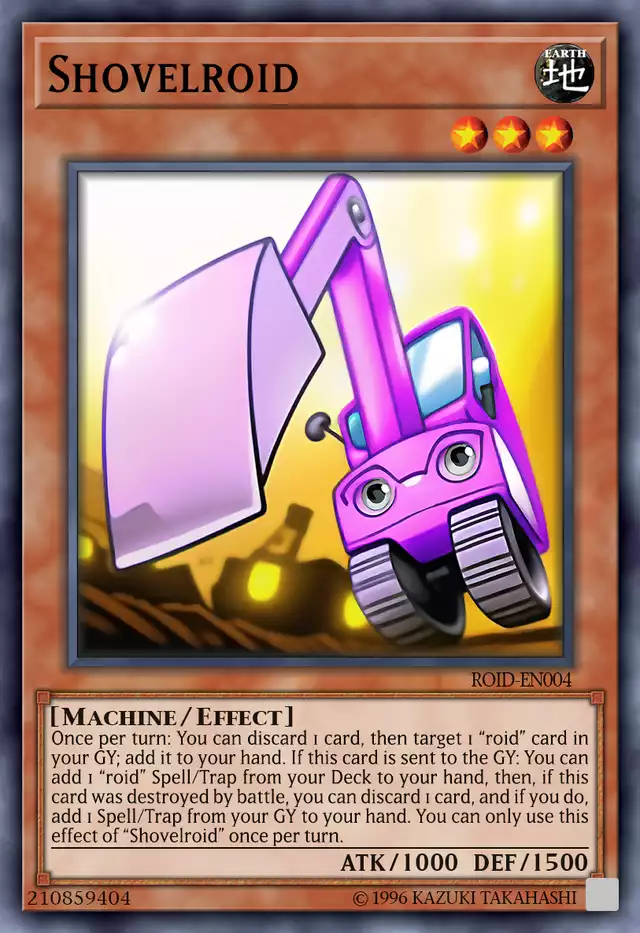 SHOVELROID
EARTH
地
ROID-EN004
[MACHINE/EFFECT]
Once per turn: You can discard 1 card, then target 1 “roid” card in
your GY; add it to your hand. If this card is sent to the GY: You can
add 1 “roid” Spell/Trap from your Deck to your hand, then, if this
card was destroyed by battle, you can discard 1 card, and if you do,
add 1 Spell/Trap from your GY to your hand. You can only use this
effect of “Shovelroid” once per turn.
ATK/1000 DEF/1500
210859404
© 1996 KAZUKI TAKAHASHI